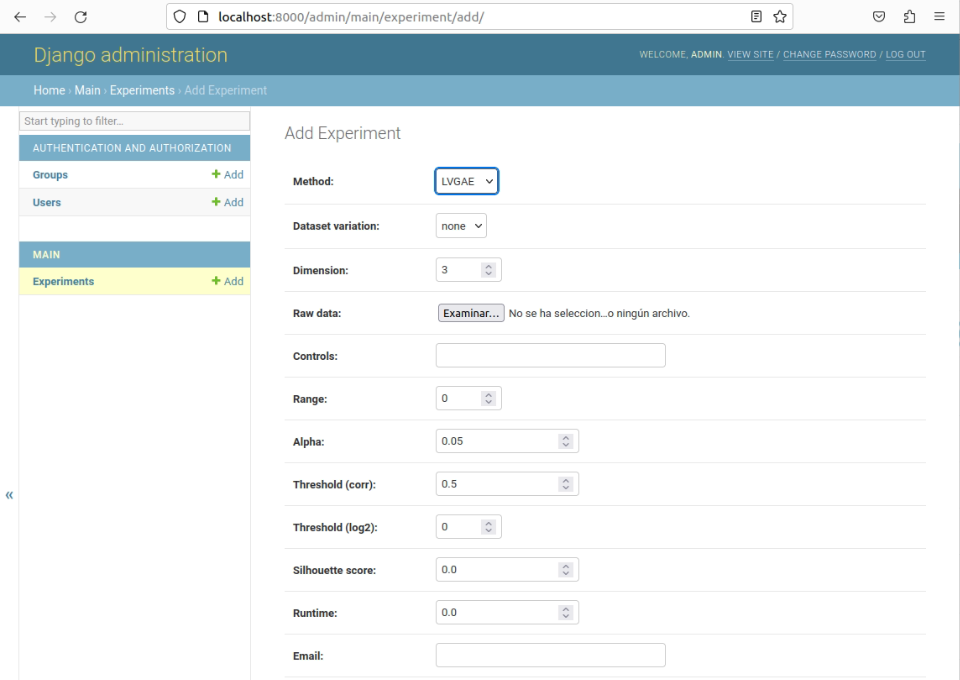 localhost:8000/admin/main/experiment/add/
Django administration
WELCOME, ADMIN. VIEW SITE / CHANGE PASSWORD / LOG OUT
Home › Main › Experiments › Add Experiment
Start typing to filter...
AUTHENTICATION AND AUTHORIZATION
Groups + Add
Users + Add
MAIN
Experiments + Add
«
Add Experiment
Method: LVGAE
Dataset variation: none
Dimension: 3
Raw data: Examinar... No se ha seleccion...o ningún archivo.
Controls:
Range: 0
Alpha: 0.05
Threshold (corr): 0.5
Threshold (log2): 0
Silhouette score: 0.0
Runtime: 0.0
Email: